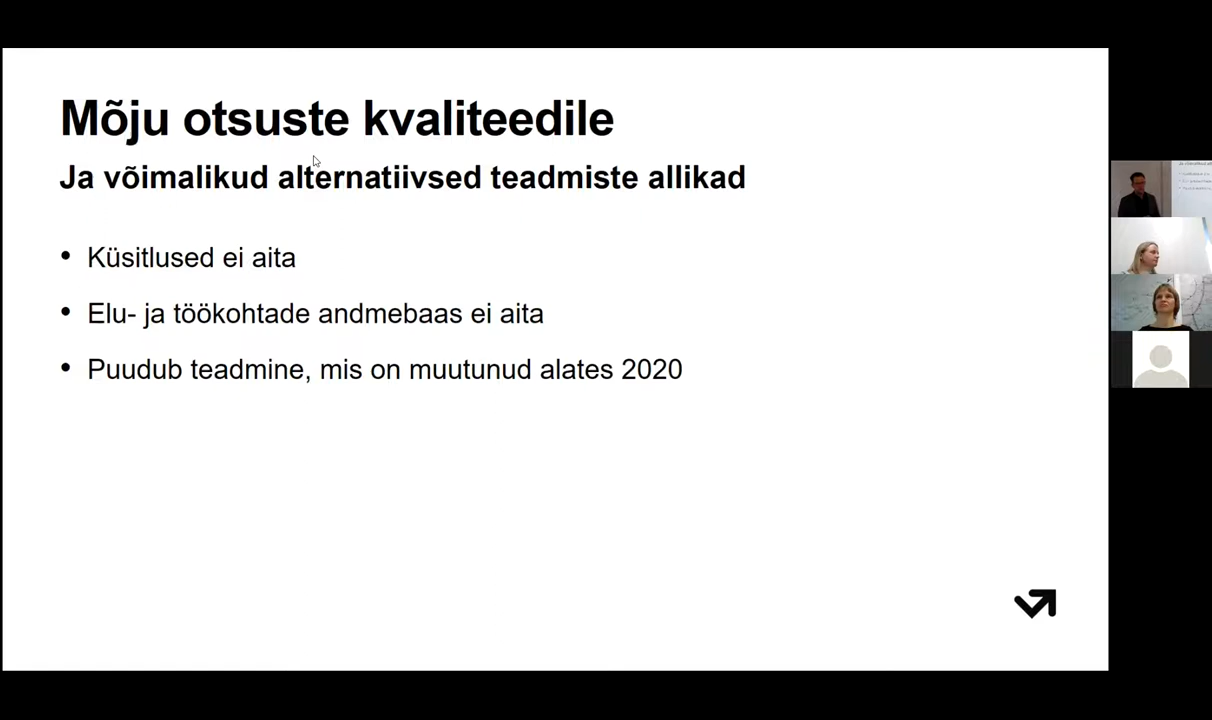 Mõju otsuste kvaliteedile
Ja võimalikud alternatiivsed teadmiste allikad
• Küsitlused ei aita
• Elu- ja töökohtade andmebaas ei aita
• Puudub teadmine, mis on muutunud alates 2020